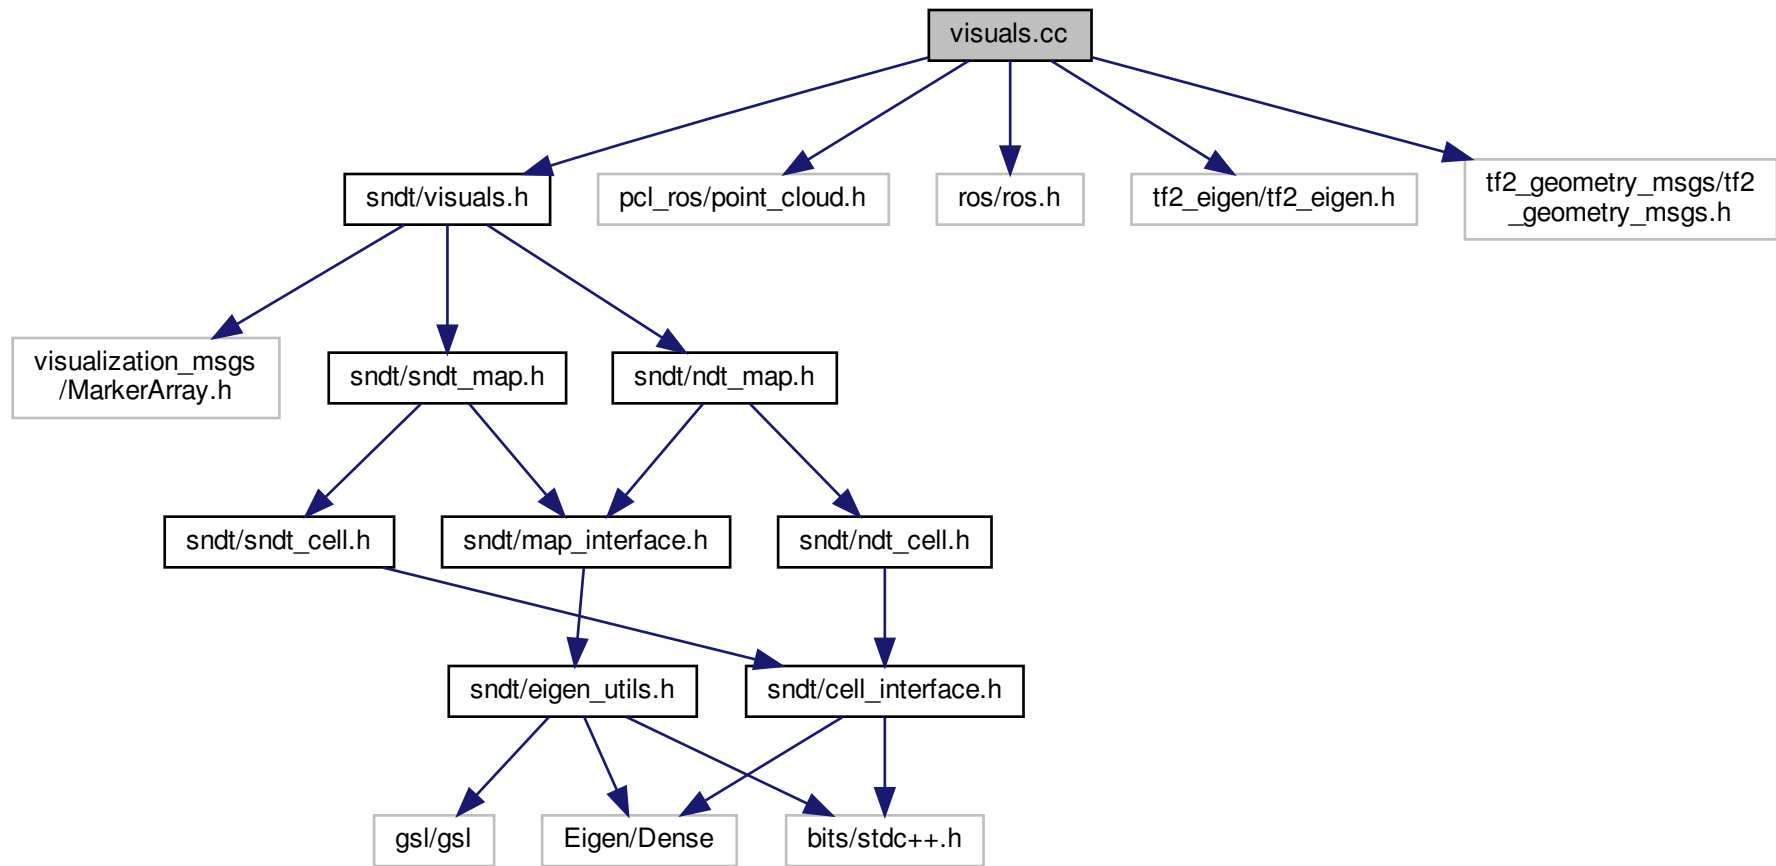 visuals.cc
sndt/visuals.h
pcl_ros/point_cloud.h
ros/ros.h
tf2_eigen/tf2_eigen.h
tf2_geometry_msgs/tf2
_geometry_msgs.h
visualization_msgs
/MarkerArray.h
sndt/sndt_map.h
sndt/ndt_map.h
sndt/sndt_cell.h
sndt/map_interface.h
sndt/ndt_cell.h
sndt/eigen_utils.h
sndt/cell_interface.h
gsl/gsl
Eigen/Dense
bits/stdc++.h